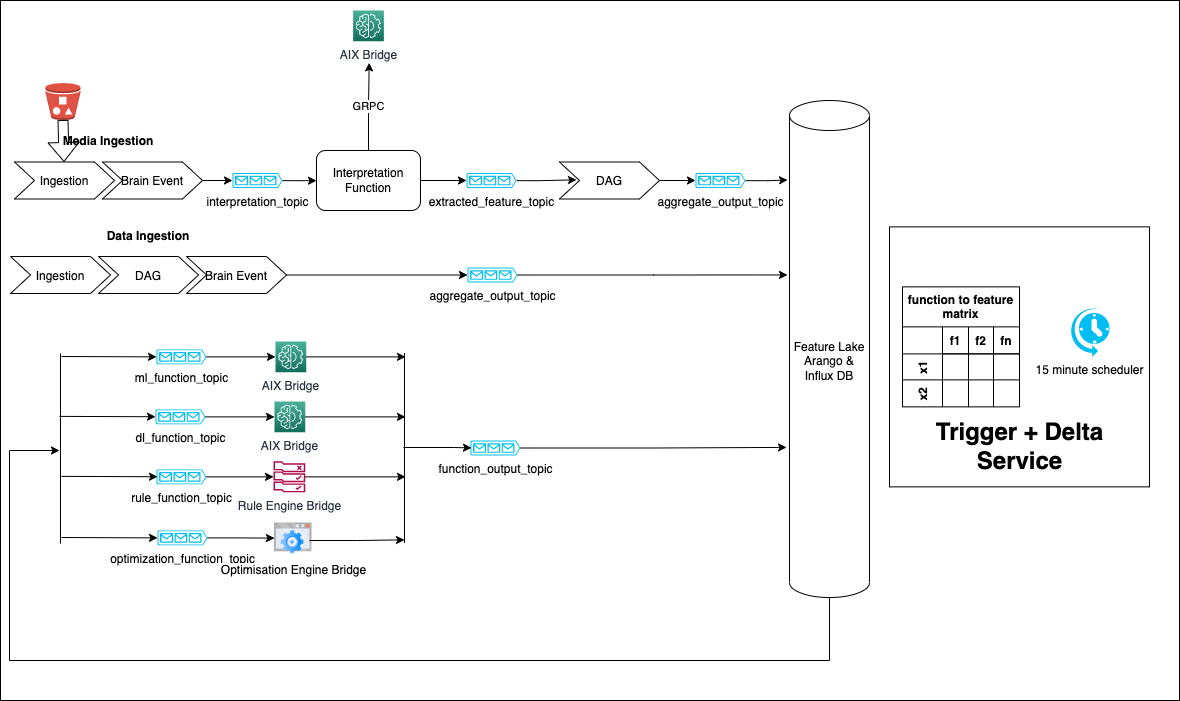 AIX Bridge
GRPC
Media Ingestion
Ingestion
Brain Event
interpretation_topic
Interpretation
Function
extracted_feature_topic
DAG
aggregate_output_topic
Data Ingestion
Ingestion
DAG
Brain Event
aggregate_output_topic
ml_function_topic
AIX Bridge
dl_function_topic
AIX Bridge
rule_function_topic
Rule Engine Bridge
optimization_function_topic
Optimisation Engine Bridge
function_output_topic
Feature Lake
Arango &
Influx DB
function to feature
matrix
f1 f2 fn
x1
x2
15 minute scheduler
Trigger + Delta
Service